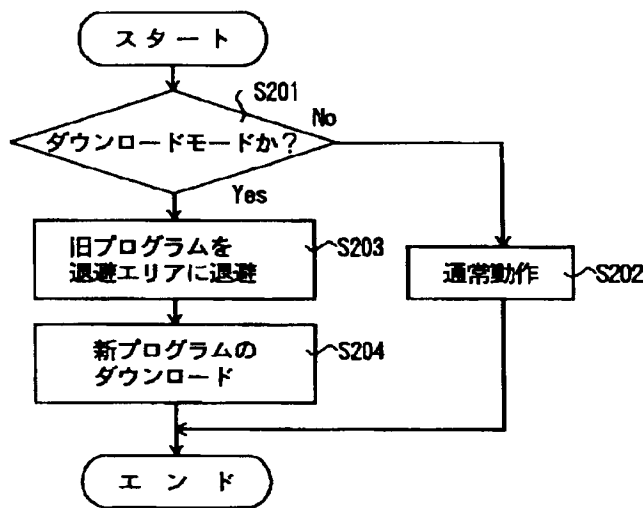 スタート
S201
No
ダウンロードモードか?
Yes
旧プログラムを
退避エリアに退避
S203
通常動作
S202
新プログラムの
ダウンロード
S204
エンド